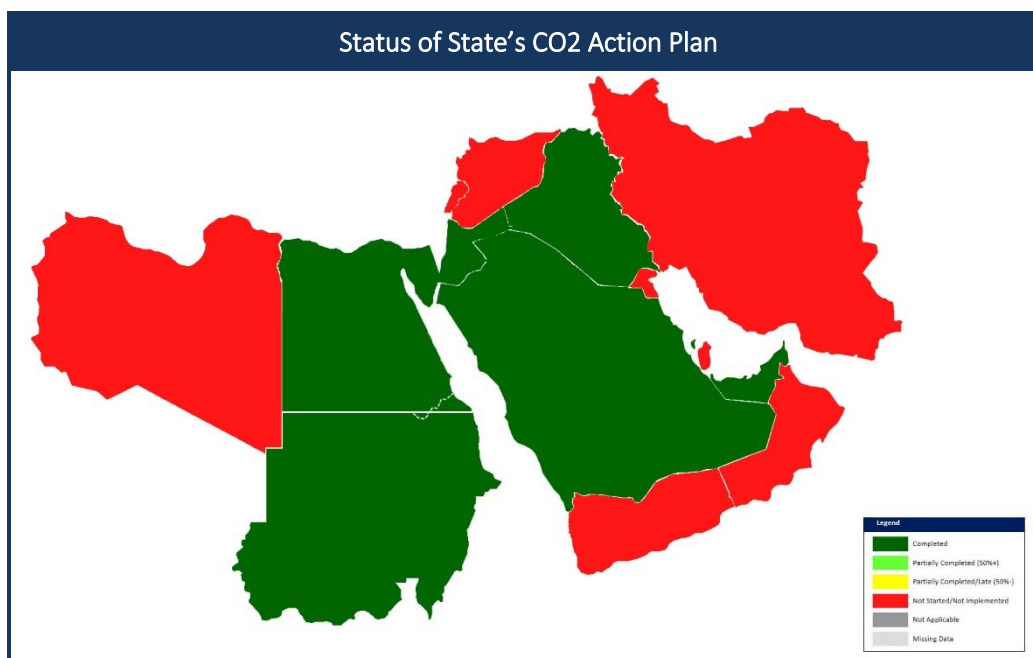 Status of State’s CO2 Action Plan
Legend
Completed
Partially Completed (50%+)
Partially Completed/Late (50%-)
Not Started/Not Implemented
Not Applicable
Missing Data